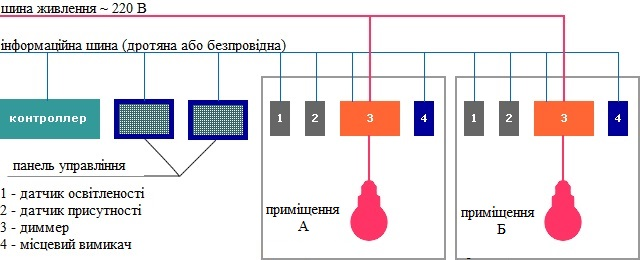 шина живлення ~ 220 В
інформаційна шина (дротяна або безпровідна)
контроллер
1
2
3
4
1
2
3
4
панель управління
1 - датчик освітленості
2 - датчик присутності
3 - диммер
4 - місцевий вимикач
приміщення
А
приміщення
Б